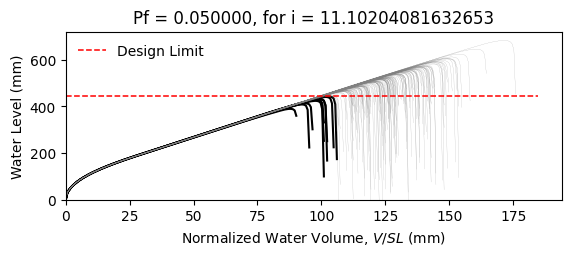 Pf = 0.050000, for i = 11.10204081632653
Design Limit
Water Level (mm)
600
400
200
0
0 25 50 75 100 125 150 175
Normalized Water Volume, V/SL (mm)